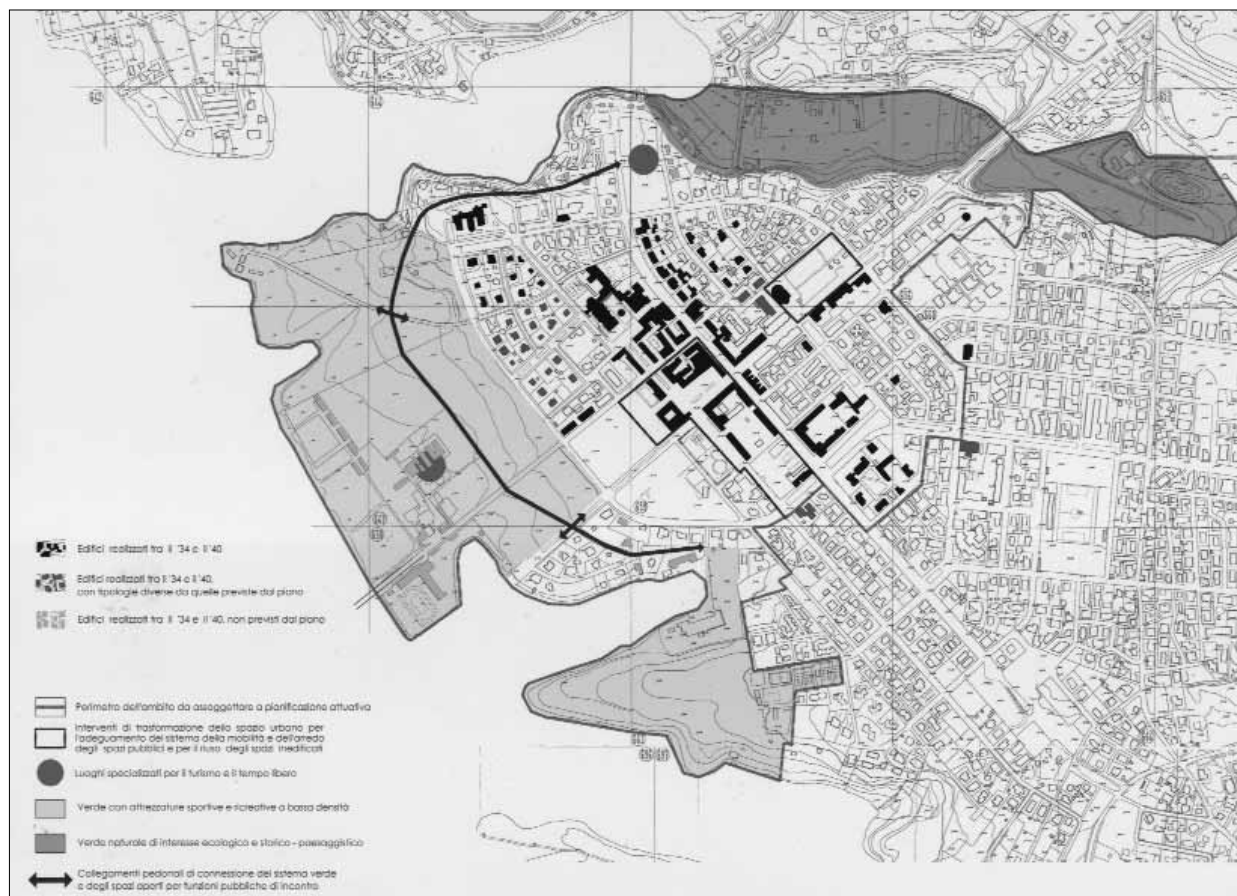 Edifici realizzati tra il '34 e il '40
Edifici realizzati tra il '34 e il '40,
con tipologie diverse da quelle previste dal piano
Edifici realizzati tra il '34 e il '40, non previsti dal piano
Perimetro dell'ambito da assoggettare a pianificazione attuativa
Interventi di trasformazione dello spazio urbano per
l'adeguamento del sistema della mobilità e dell'arredo
degli spazi pubblici e per il riuso degli spazi inedificati
Luoghi specializzati per il turismo e il tempo libero
Verde con attrezzature sportive e ricreative a bassa densità
Verde naturale di interesse ecologico e storico - paesaggistico
Collegamenti pedonali di connessione del sistema verde
e degli spazi aperti per funzioni pubbliche di incontro